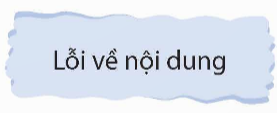 Lỗi về nội dung